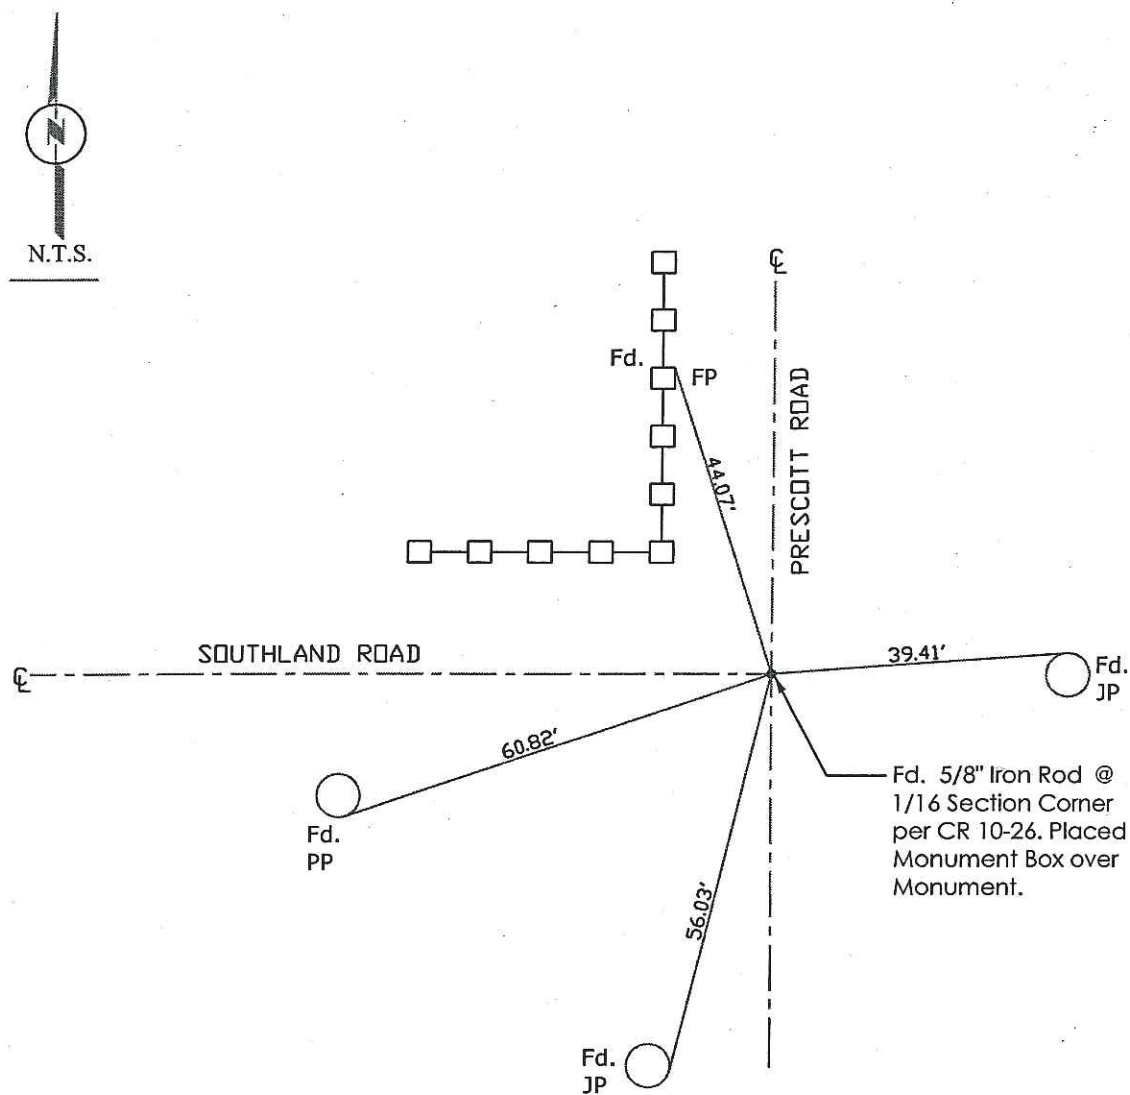 N
N.T.S.
℄
Fd.
FP
44.07'
PRESCOTT ROAD
SOUTHLAND ROAD
℄
39.41'
Fd.
JP
60.82'
Fd. 5/8" Iron Rod @
1/16 Section Corner
per CR 10-26. Placed
Monument Box over
Monument.
Fd.
PP
56.03'
Fd.
JP